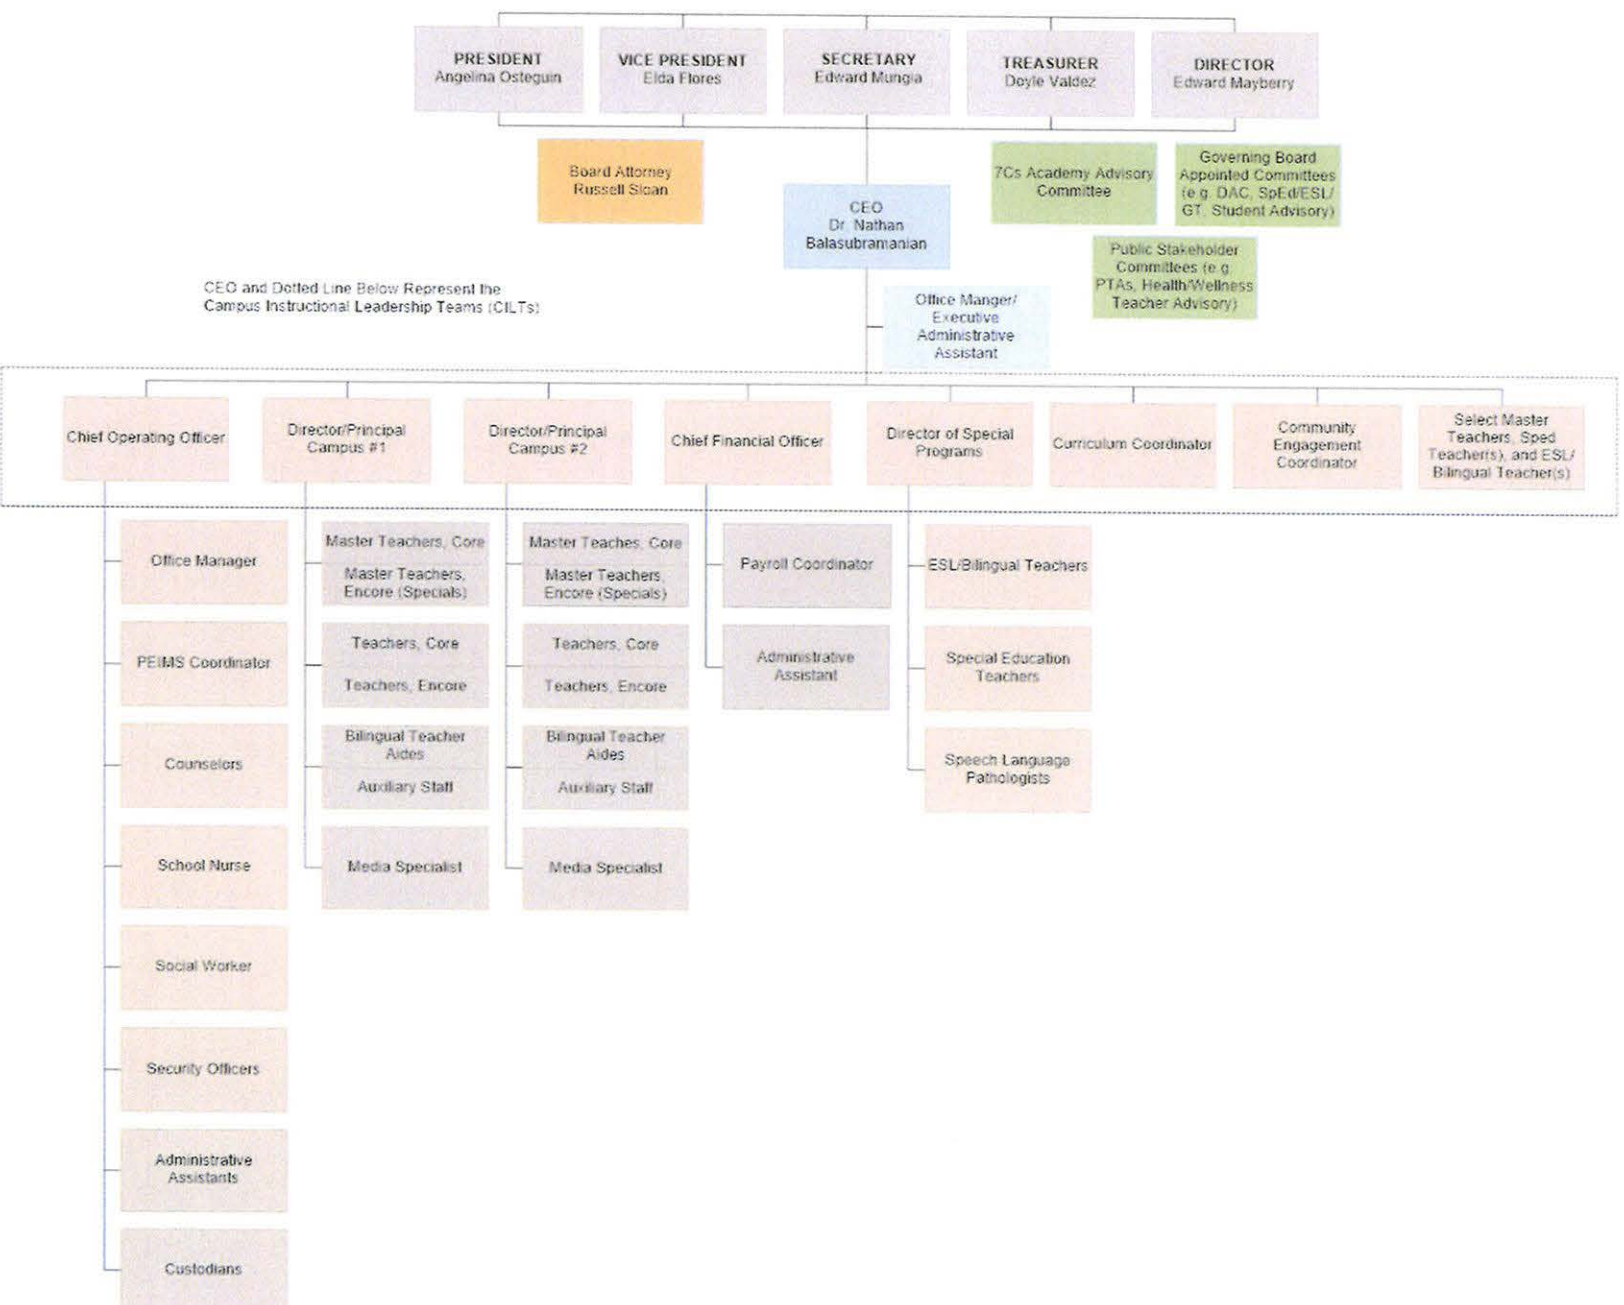 PRESIDENT
Angelina Osteguin
VICE PRESIDENT
Elda Flores
SECRETARY
Edward Mungia
TREASURER
Doyle Valdez
DIRECTOR
Edward Mayberry
Board Attorney
Russell Sloan
7Cs Academy Advisory
Committee
Governing Board
Appointed Committees
(e.g. DAC, SpEd/ESL/
GT, Student Advisory)
CEO
Dr. Nathan
Balasubramanian
Public Stakeholder
Committees (e.g.
PTAs, Health/Wellness
Teacher Advisory)
CEO and Dotted Line Below Represent the
Campus Instructional Leadership Teams (CILTs)
Office Manger/
Executive
Administrative
Assistant
Chief Operating Officer
Director/Principal
Campus #1
Director/Principal
Campus #2
Chief Financial Officer
Director of Special
Programs
Curriculum Coordinator
Community
Engagement
Coordinator
Select Master
Teachers, Sped
Teacher(s), and ESL/
Bilingual Teacher(s)
Office Manager
PEIMS Coordinator
Counselors
School Nurse
Social Worker
Security Officers
Administrative
Assistants
Custodians
Master Teachers, Core
Master Teachers,
Encore (Specials)
Teachers, Core
Teachers, Encore
Bilingual Teacher
Aides
Auxiliary Staff
Media Specialist
Master Teaches, Core
Master Teachers,
Encore (Specials)
Teachers, Core
Teachers, Encore
Bilingual Teacher
Aides
Auxiliary Staff
Media Specialist
Payroll Coordinator
Administrative
Assistant
ESL/Bilingual Teachers
Special Education
Teachers
Speech Language
Pathologists